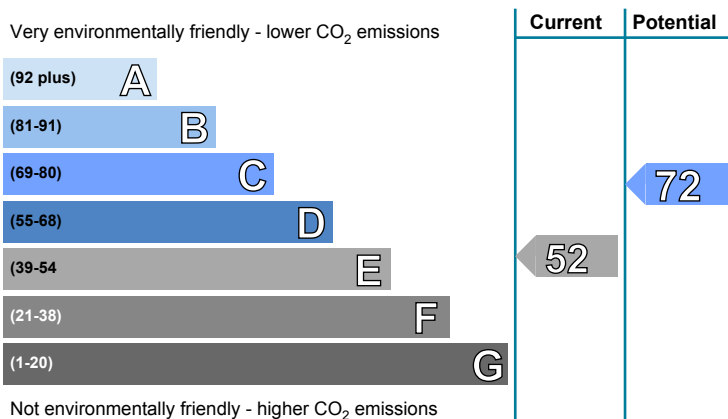 Current Potential
Very environmentally friendly - lower CO2 emissions
(92 plus) A
(81-91) B
(69-80) C
72
(55-68) D
(39-54 E
52
(21-38) F
(1-20) G
Not environmentally friendly - higher CO2 emissions